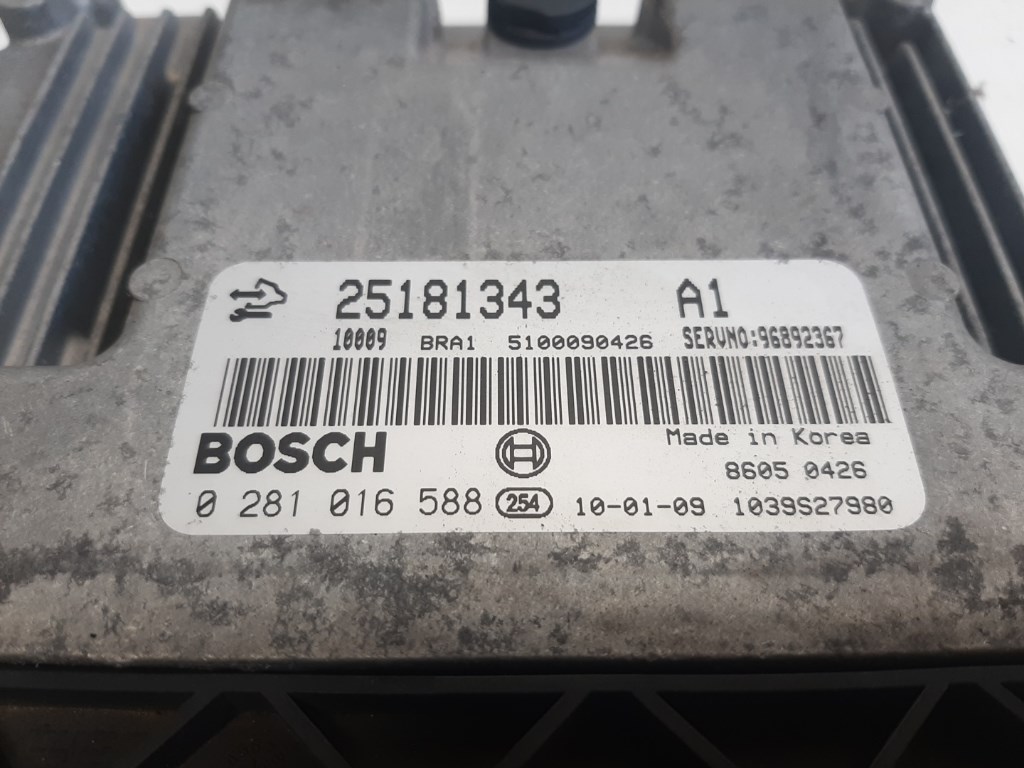 25181343 A1
10009 BRA1 5100090426 SERVNO:96892367
BOSCH
Made in Korea
8605 0426
0 281 016 588 254 10-01-09 1039S27980